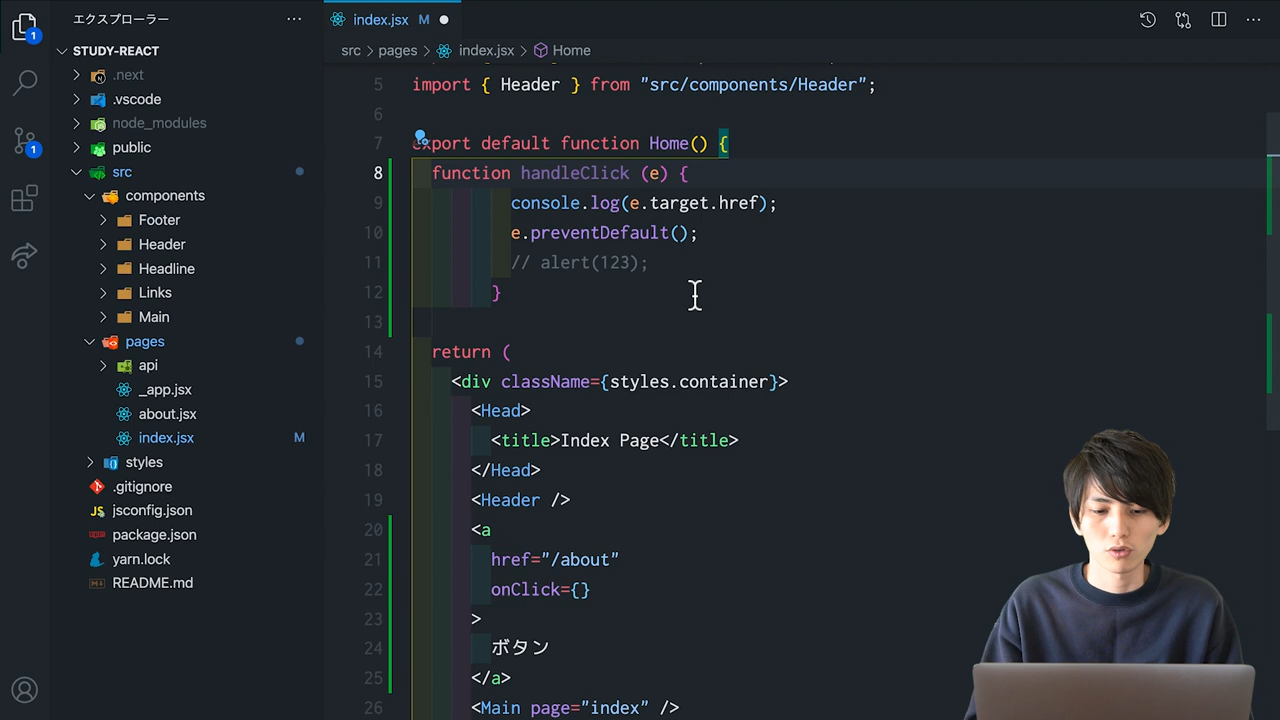 エクスプローラー
index.jsx M
1
STUDY-REACT
src > pages > index.jsx > Home
.next
.vscode
node_modules
public
src
components
Footer
Header
Headline
Links
Main
pages
api
_app.jsx
about.jsx
index.jsx M
styles
.gitignore
JS jsconfig.json
package.json
yarn.lock
README.md
1
5 import { Header } from "src/components/Header";
6
7 export default function Home() {
8 function handleClick (e) {
9 console.log(e.target.href);
10 e.preventDefault();
11 // alert(123);
12 }
13
14 return (
15 <div className={styles.container}>
16 <Head>
17 <title>Index Page</title>
18 </Head>
19 <Header />
20 <a
21 href="/about"
22 onClick={}
23 >
24 ボタン
25 </a>
26 <Main page="index" />